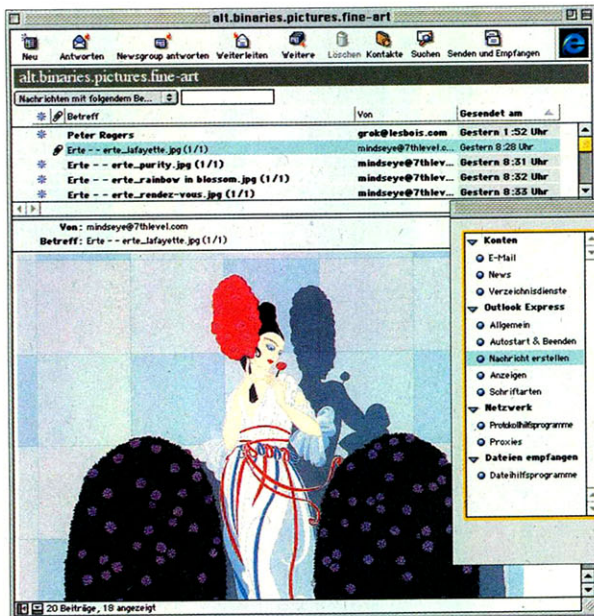 alt.binaries.pictures.fine-art
Neu Antworten Newsgroup antworten Weiterleiten Weitere Löschen Kontakte Suchen Senden und Empfangen
alt.binaries.pictures.fine-art
Nachrichten mit folgendem Be...
Betreff Von Gesendet am
Peter Rogers grok@lesbois.com Gestern 1:52 Uhr
Erte - - erte_lafayette.jpg (1/1) mindseye@7thlevel.c... Gestern 8:28 Uhr
Erte - - erte_purity.jpg (1/1) mindseye@7thlev... Gestern 8:31 Uhr
Erte - - erte_rainbow in blossom.jpg (1/1) mindseye@7thlev... Gestern 8:32 Uhr
Erte - - erte_rendez-vous.jpg (1/1) mindseye@7thlev... Gestern 8:33 Uhr
Von: mindseye@7thlevel.com
Betreff: Erte - - erte_lafayette.jpg (1/1)
Konten
E-Mail
News
Verzeichnisdienste
Outlook Express
Allgemein
Autostart & Beenden
Nachricht erstellen
Anzeigen
Schriftarten
Netzwerk
Protokollhilfsprogramme
Proxies
Dateien empfangen
Dateihilfsprogramme
20 Beiträge, 18 angezeigt